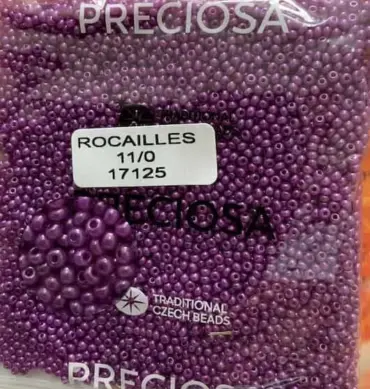 PRECIOSA
ROCAILLES
11/0
17125
PRECIOSA
TRADITIONAL
CZECH BEADS
PRECIOSA